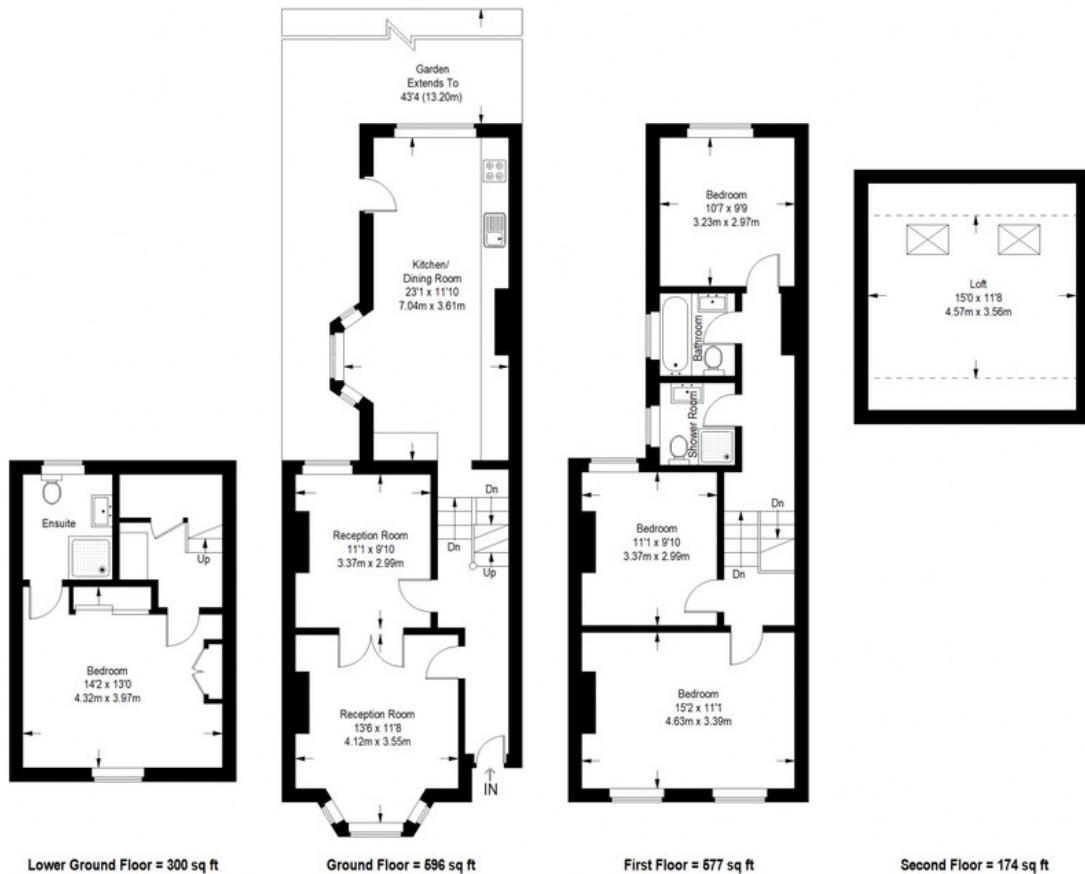 Garden
Extends To
43'4 (13.20m)
Kitchen/
Dining Room
23'1 x 11'10
7.04m x 3.61m
Reception Room
11'1 x 9'10
3.37m x 2.99m
Dn
Dn
Up
Reception Room
13'6 x 11'8
4.12m x 3.55m
IN
Ensuite
Up
Bedroom
14'2 x 13'0
4.32m x 3.97m
Bedroom
10'7 x 9'9
3.23m x 2.97m
Bathroom
Shower Room
Bedroom
11'1 x 9'10
3.37m x 2.99m
Dn
Dn
Bedroom
15'2 x 11'1
4.63m x 3.39m
Loft
15'0 x 11'8
4.57m x 3.56m
Lower Ground Floor = 300 sq ft
Ground Floor = 596 sq ft
First Floor = 577 sq ft
Second Floor = 174 sq ft